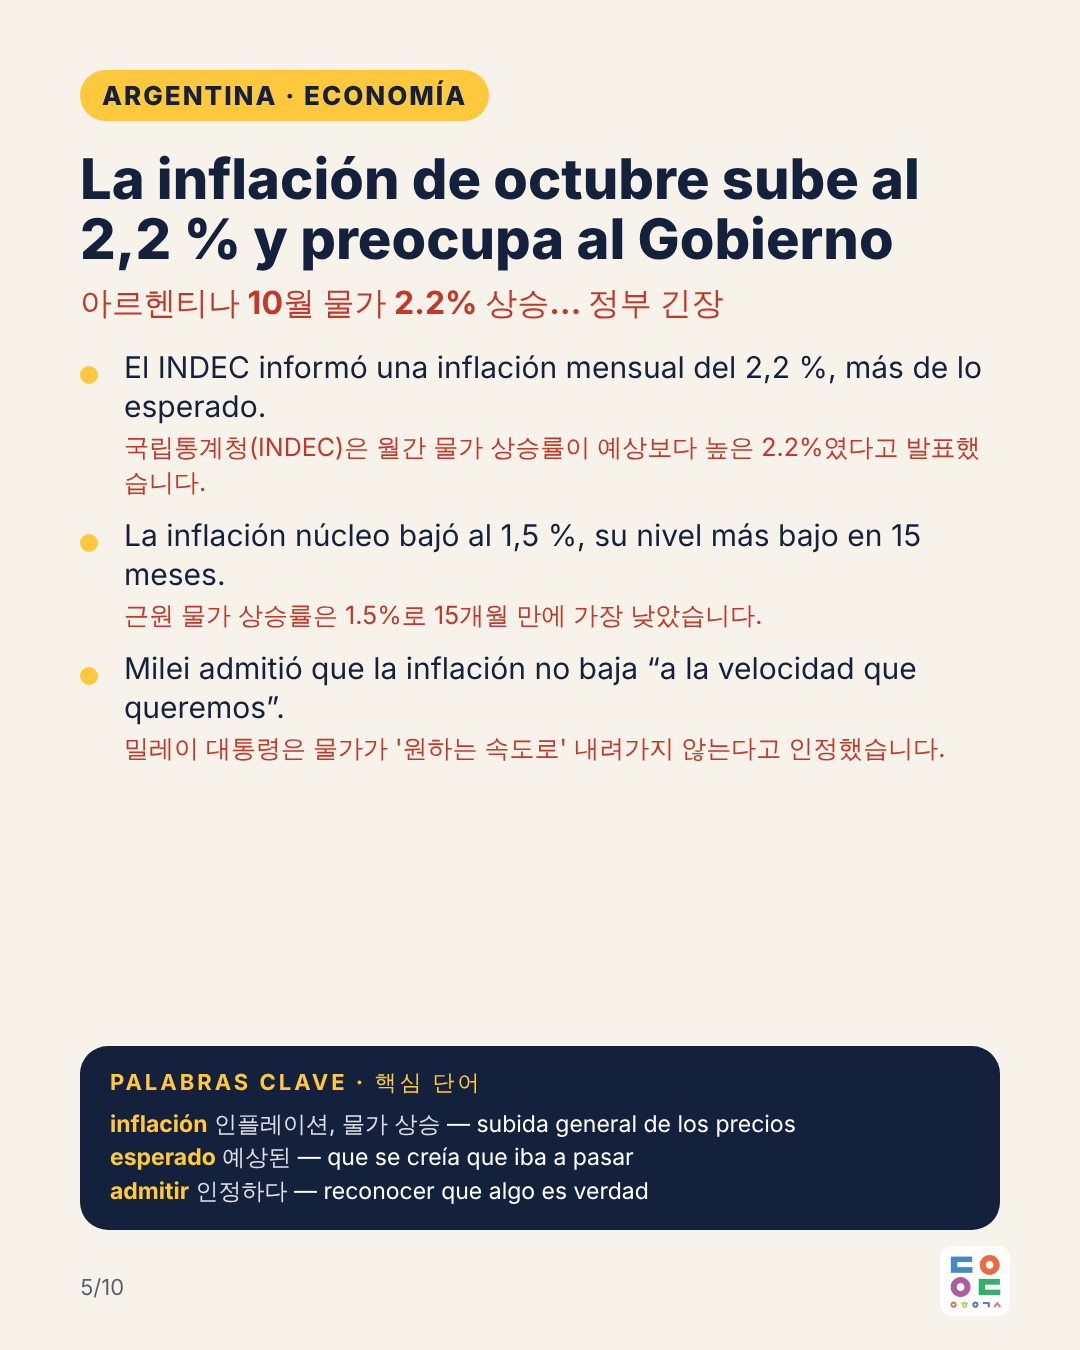 ARGENTINA · ECONOMÍA
La inflación de octubre sube al
2,2 % y preocupa al Gobierno
아르헨티나 10월 물가 2.2% 상승... 정부 긴장
El INDEC informó una inflación mensual del 2,2 %, más de lo
esperado.
국립통계청(INDEC)은 월간 물가 상승률이 예상보다 높은 2.2%였다고 발표했
습니다.
La inflación núcleo bajó al 1,5 %, su nivel más bajo en 15
meses.
근원 물가 상승률은 1.5%로 15개월 만에 가장 낮았습니다.
Milei admitió que la inflación no baja “a la velocidad que
queremos”.
밀레이 대통령은 물가가 '원하는 속도로' 내려가지 않는다고 인정했습니다.
PALABRAS CLAVE · 핵심 단어
inflación 인플레이션, 물가 상승 — subida general de los precios
esperado 예상된 — que se creía que iba a pasar
admitir 인정하다 — reconocer que algo es verdad
5/10